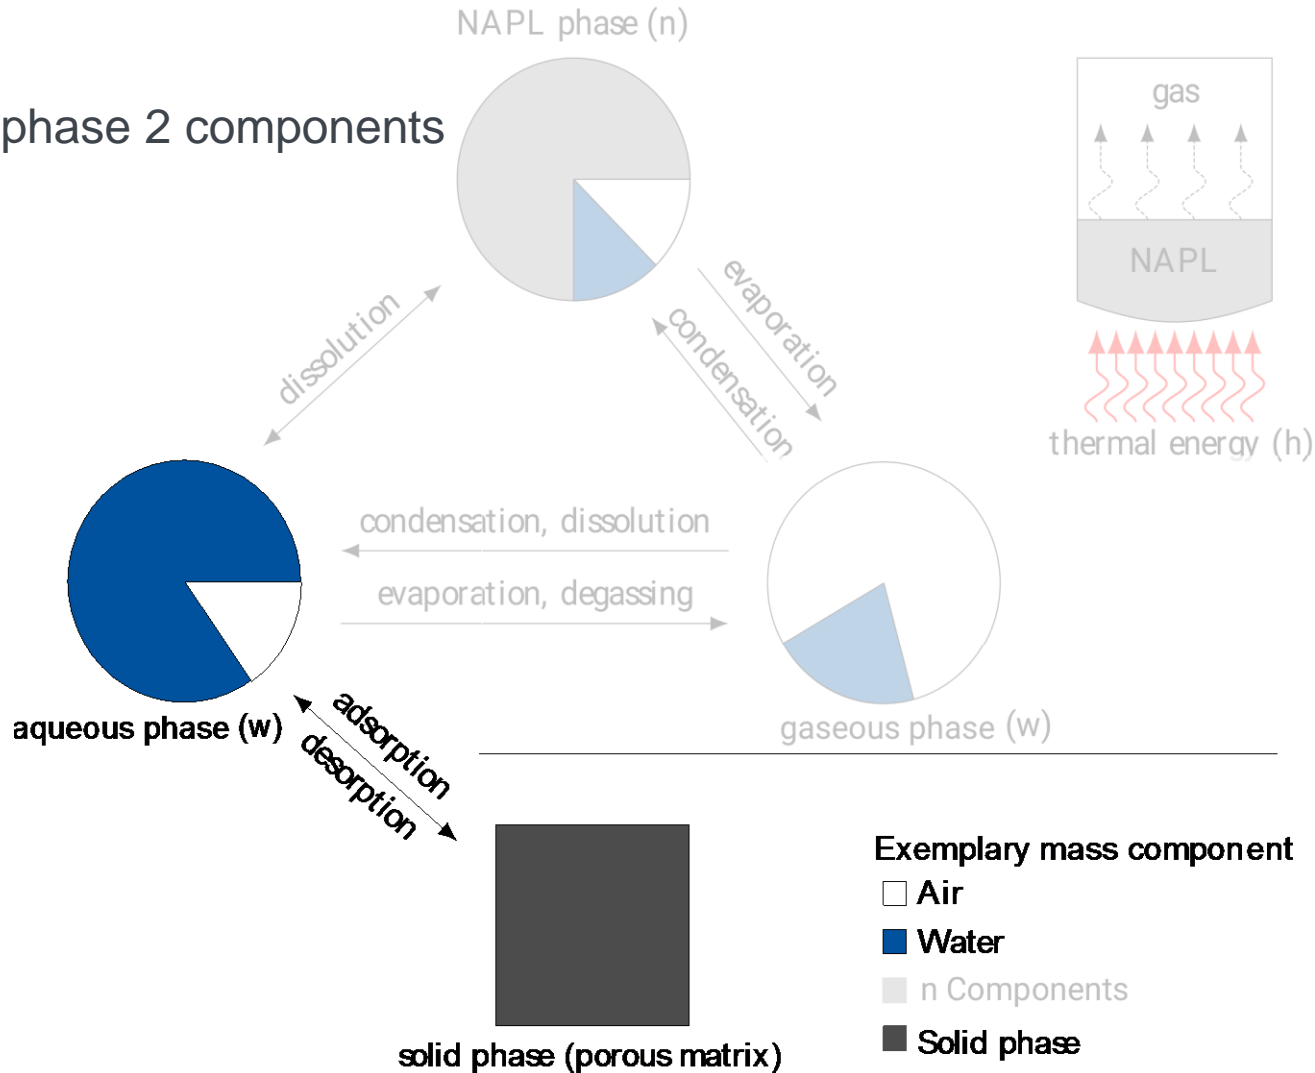 NAPL phase (n)
phase 2 components
gas
NAPL
thermal energy (h)
dissolution
evaporation
condensation
condensation, dissolution
evaporation, degassing
aqueous phase (w)
gaseous phase (w)
adsorption
desorption
solid phase (porous matrix)
Exemplary mass component
Air
Water
n Components
Solid phase